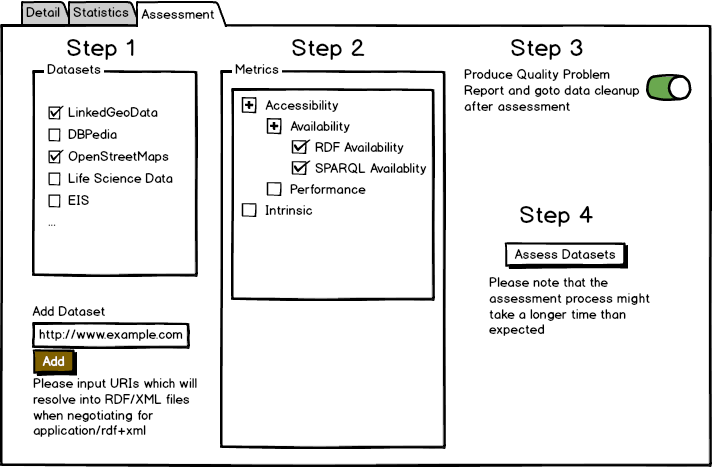 Detail
Statistics
Assessment
Step 1
Datasets
LinkedGeoData
DBPedia
OpenStreetMaps
Life Science Data
EIS
...
Add Dataset
http://www.example.com
Add
Please input URIs which will
resolve into RDF/XML files
when negotiating for
application/rdf+xml
Step 2
Metrics
Accessibility
Availability
RDF Availability
SPARQL Availablity
Performance
Intrinsic
Step 3
Produce Quality Problem
Report and goto data cleanup
after assessment
Step 4
Assess Datasets
Please note that the
assessment process might
take a longer time than
expected